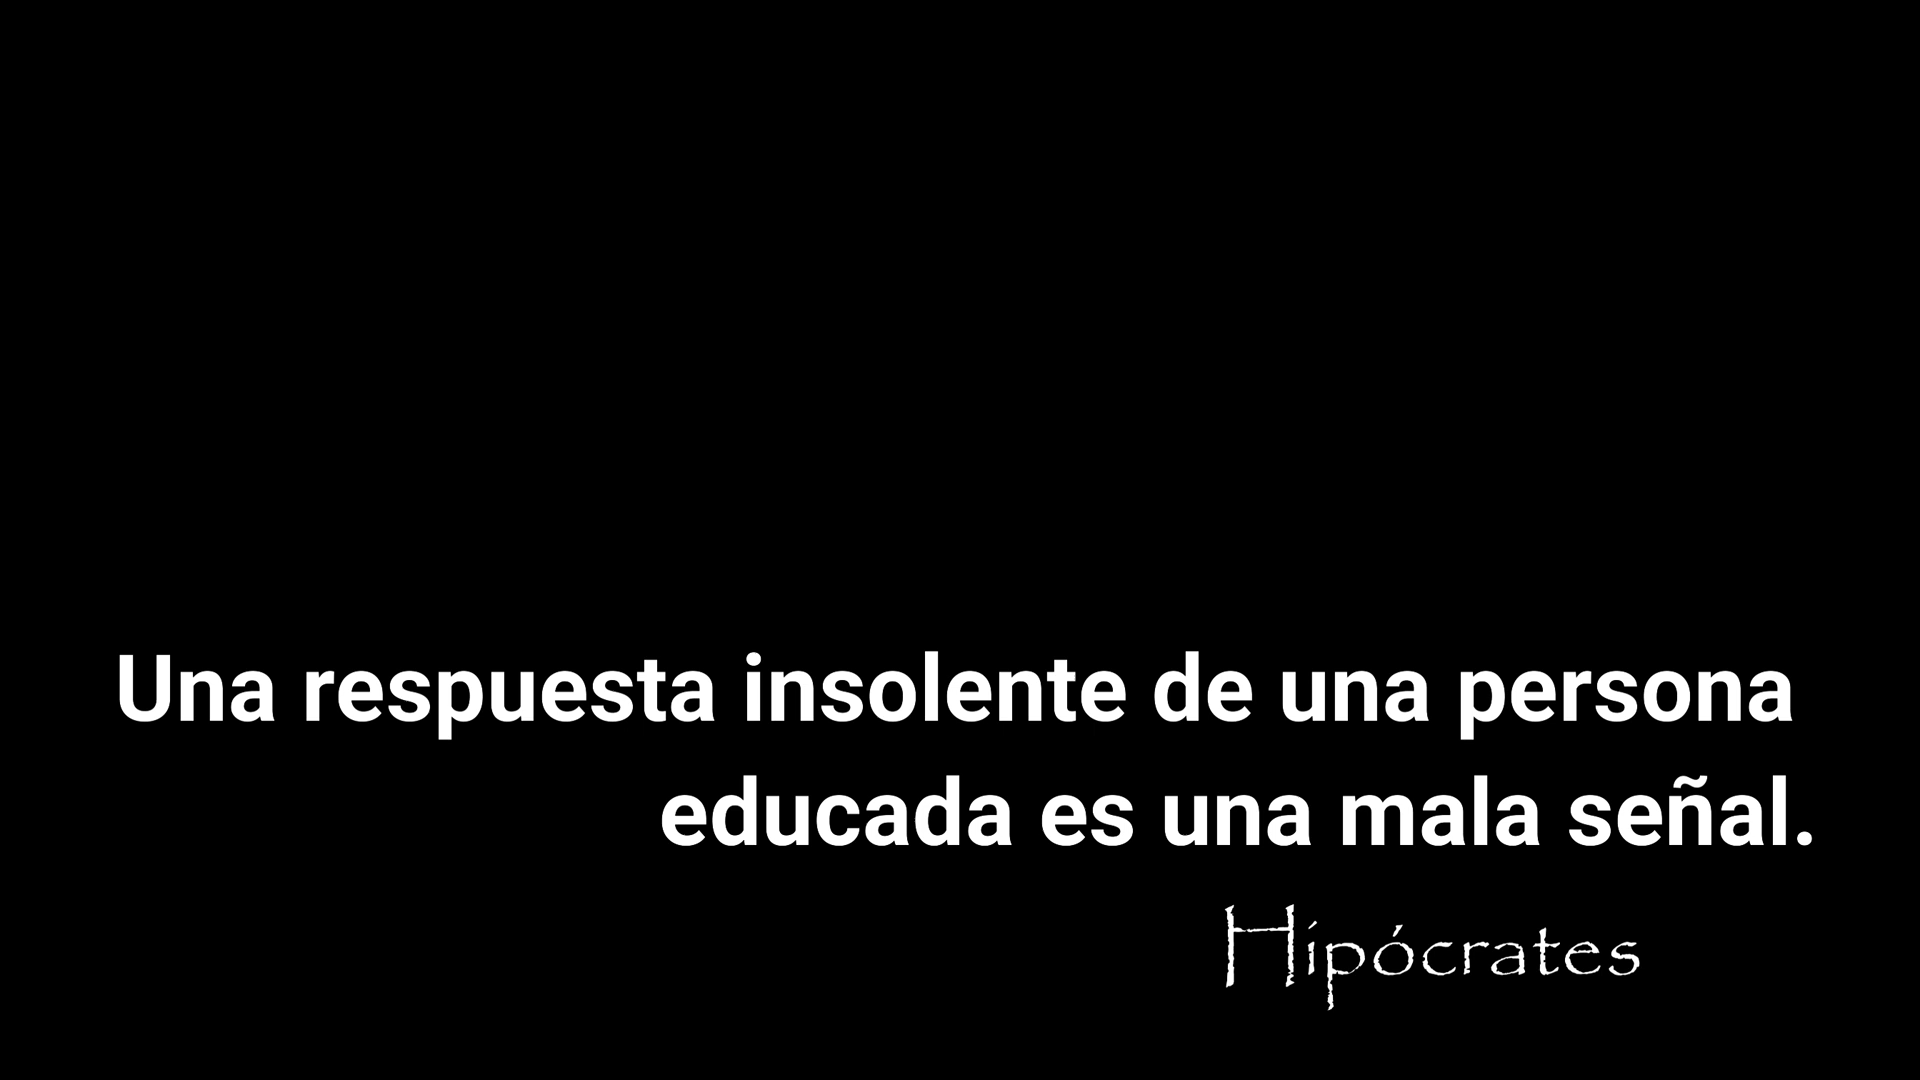 Una respuesta insolente de una persona
educada es una mala señal.
Hipócrates